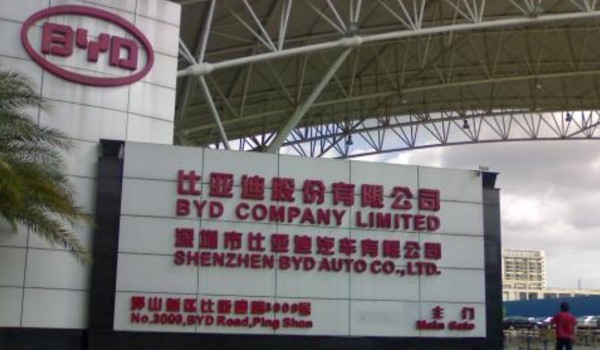 BYD
比亚迪股份有限公司
BYD COMPANY LIMITED
深圳市比亚迪汽车有限公司
SHENZHEN BYD AUTO CO.,LTD.
坪山新区比亚迪路3009号
No.3009,BYD Road,Ping Shan
主门
Main Gate